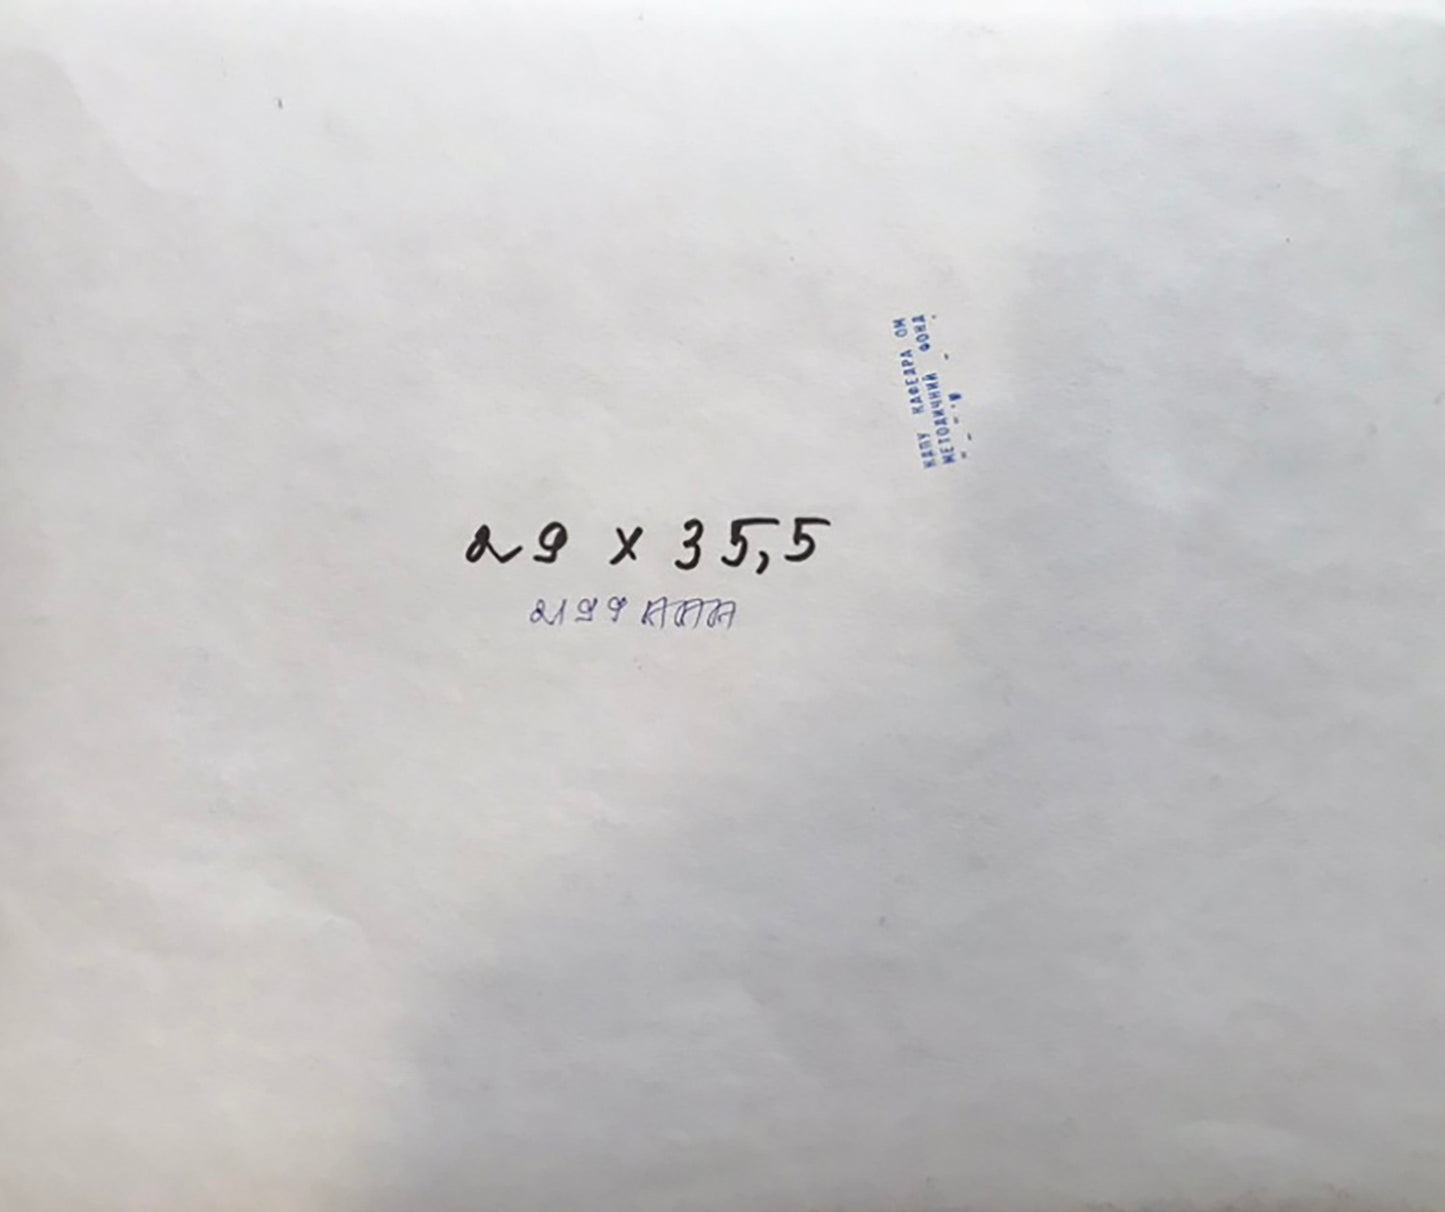 29 x 35,5
КДПУ КАФЕДРА ОМ
МЕТОДИЧНИЙ ФОНД